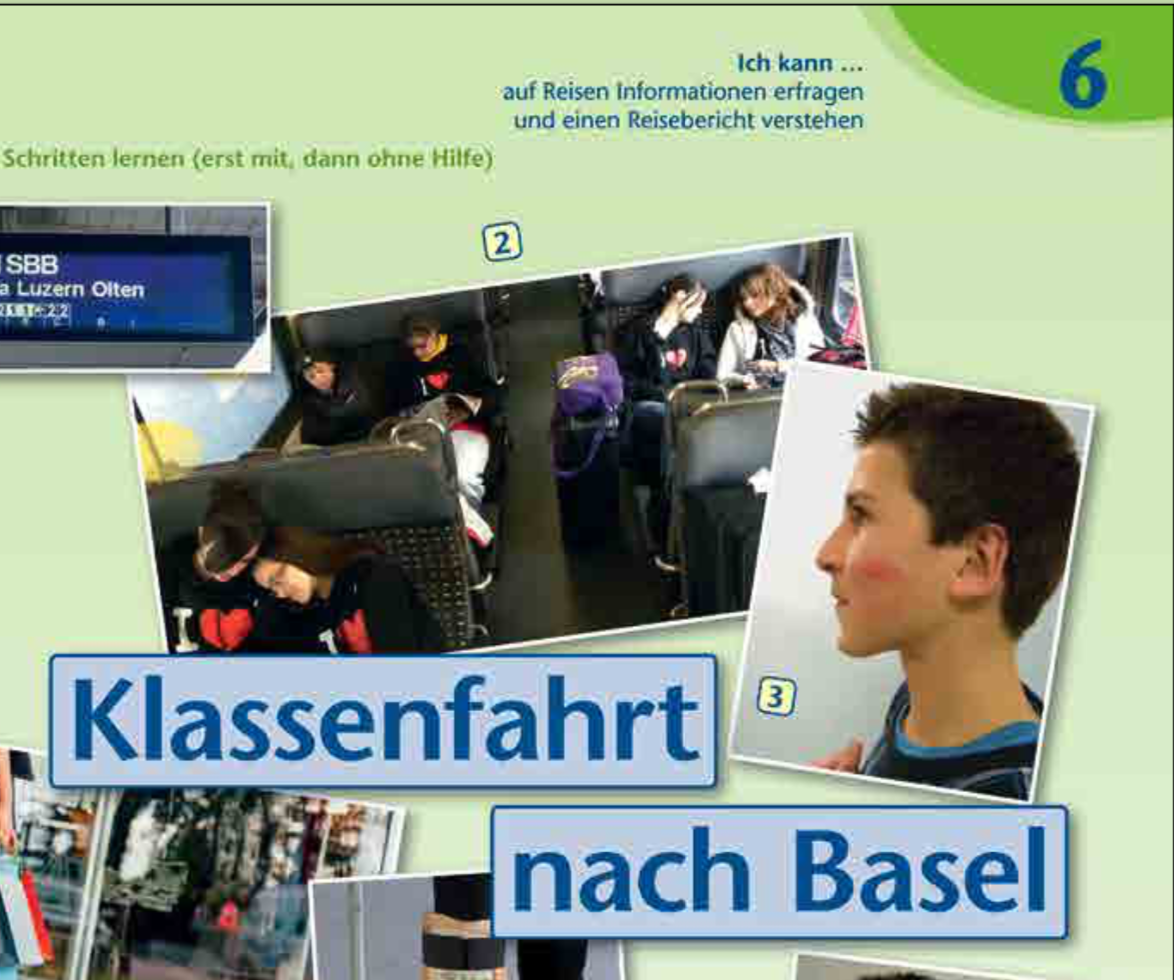 Ich kann ...
auf Reisen Informationen erfragen
und einen Reisebericht verstehen
6
Schritten lernen (erst mit, dann ohne Hilfe)
SBB
a Luzern Olten
2
3
Klassenfahrt
nach Basel